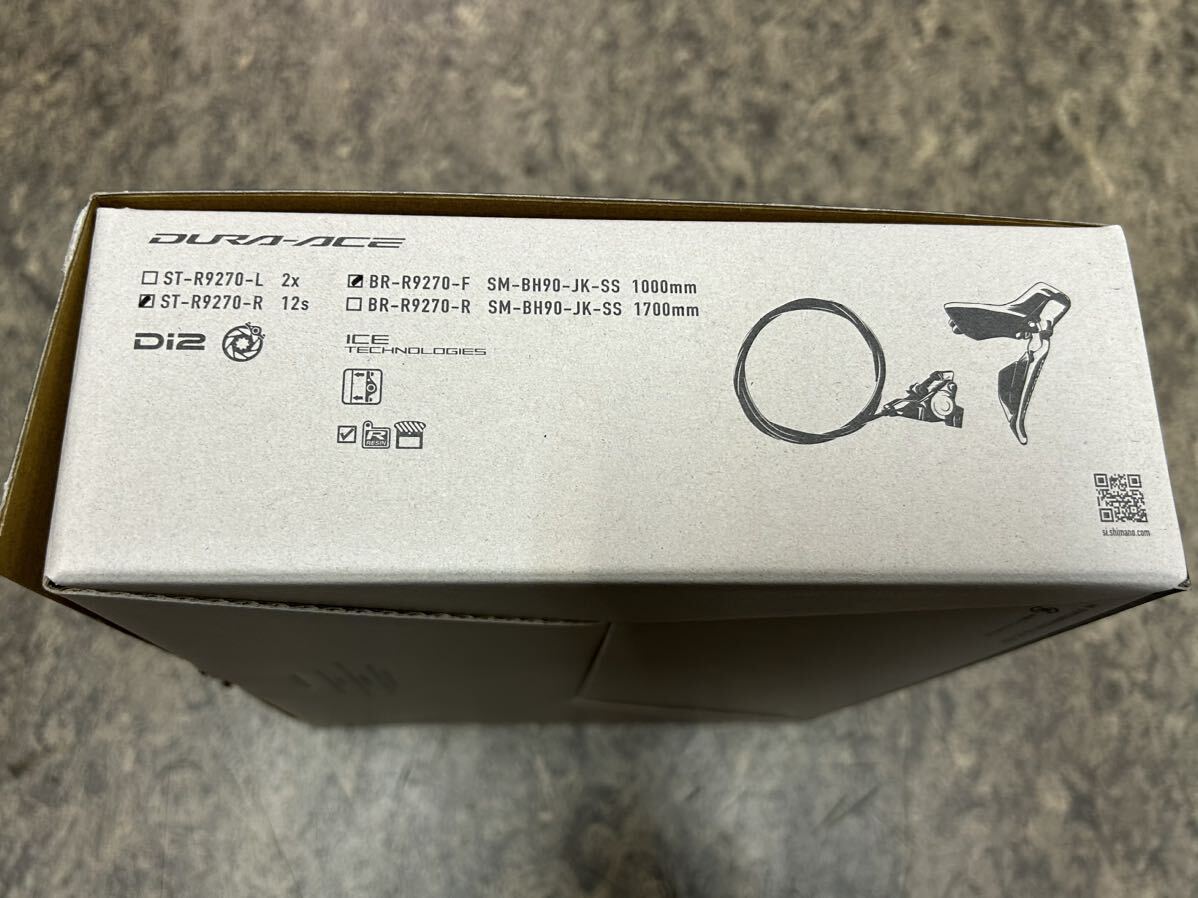 DURA-ACE
ST-R9270-L 2x BR-R9270-F SM-BH90-JK-SS 1000mm
ST-R9270-R 12s BR-R9270-R SM-BH90-JK-SS 1700mm
Di2 ICE TECHNOLOGIES
R
RESIN
si.shimano.com